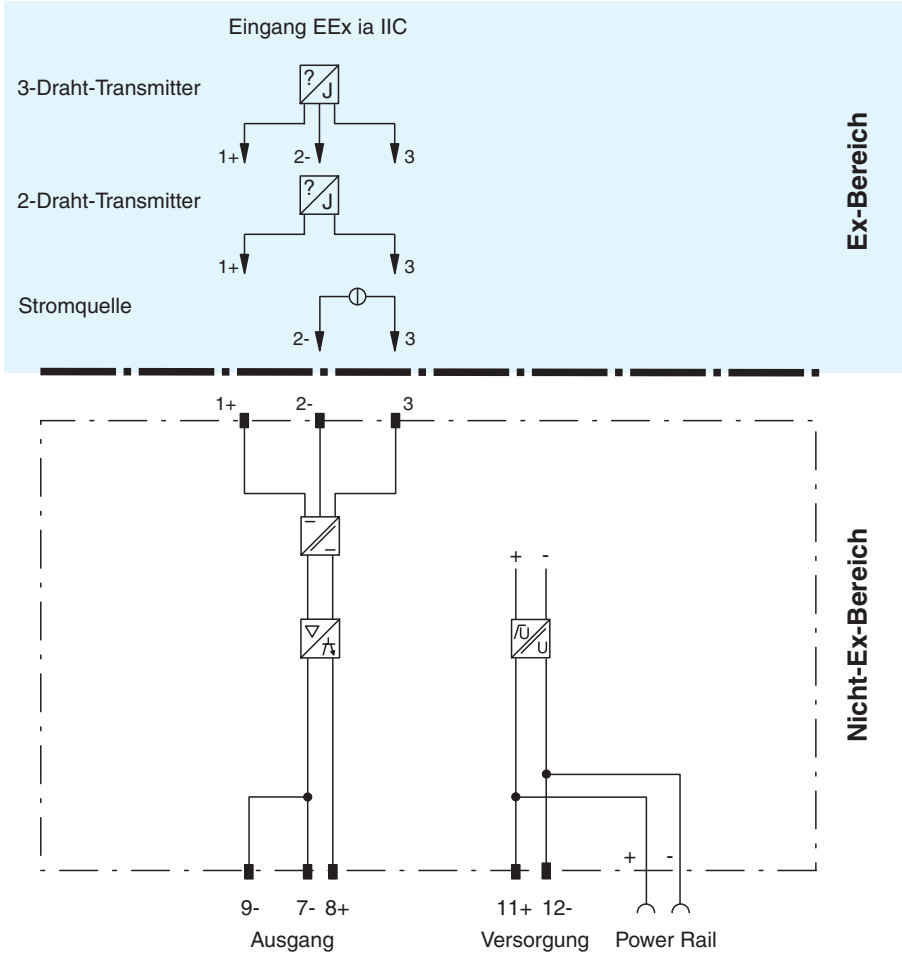 Eingang EEx ia IIC
3-Draht-Transmitter
? J
1+ 2- 3
2-Draht-Transmitter
? J
1+ 3
Stromquelle
2- 3
Ex-Bereich
1+ 2- 3
+ -
U U
+ -
Nicht-Ex-Bereich
9- 7- 8+ 11+ 12-
Ausgang Versorgung Power Rail